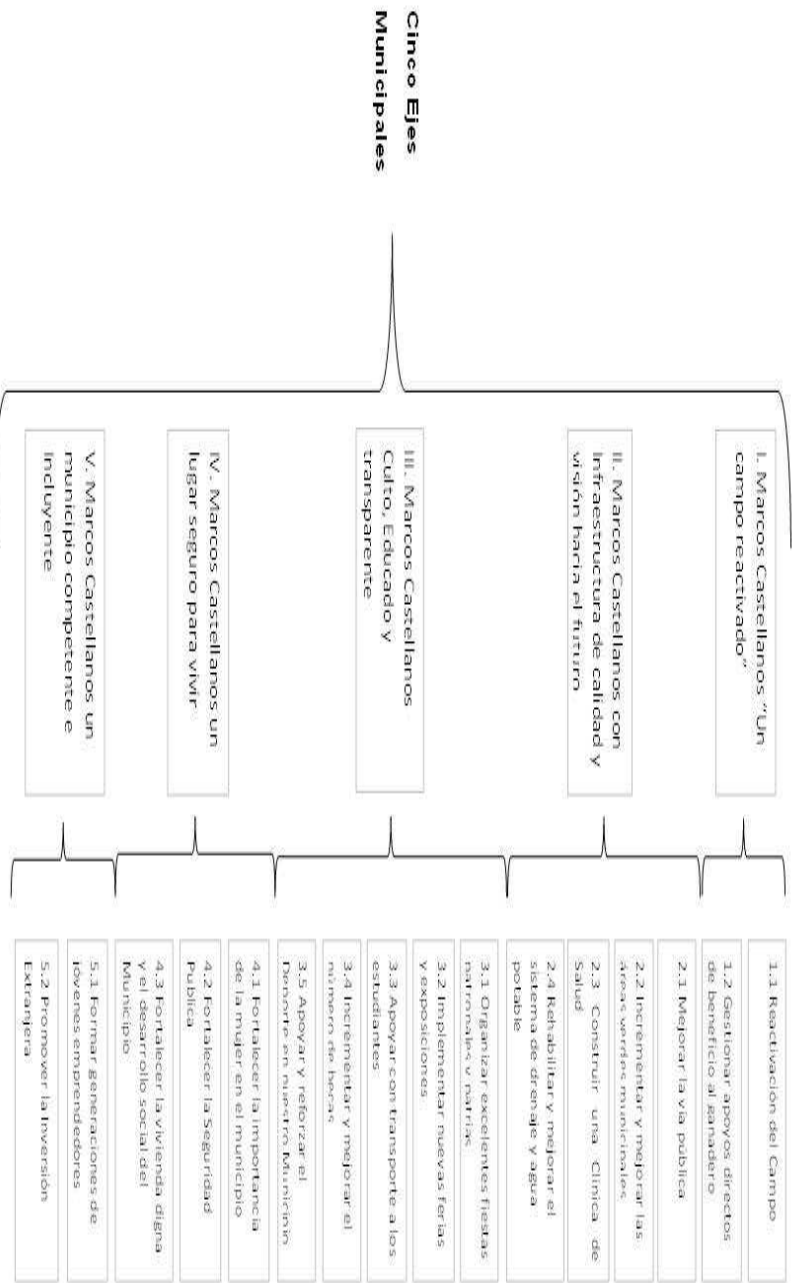 Cinco Ejes
Municipales
I. Marcos Castellanos “Un
campo reactivado”
1.1 Reactivación del Campo
1.2 Gestionar apoyos directos
de beneficio al ganadero
II. Marcos Castellanos con
Infraestructura de calidad y
visión hacia el futuro
2.1 Mejorar la vía pública
2.2 Incrementar y mejorar las
áreas verdes municipales
2.3 Construir una Clínica de
Salud
2.4 Rehabilitar y mejorar el
sistema de drenaje y agua
potable
III. Marcos Castellanos
Culto, Educado y
transparente
3.1 Organizar excelentes fiestas
patronales y patrias
3.2 Implementar nuevas ferias
y exposiciones
3.3 Apoyar con transporte a los
estudiantes
3.4 Incrementar y mejorar el
número de becas
3.5 Apoyar y reforzar el
Deporte en nuestro Municipio
IV. Marcos Castellanos un
lugar seguro para vivir
4.1 Fortalecer la importancia
de la mujer en el municipio
4.2 Fortalecer la Seguridad
Publica
4.3 Fortalecer la vivienda digna
y el desarrollo social del
Municipio
V. Marcos Castellanos un
municipio competente e
Incluyente
5.1 Formar generaciones de
jóvenes emprendedores
5.2 Promover la Inversión
Extranjera